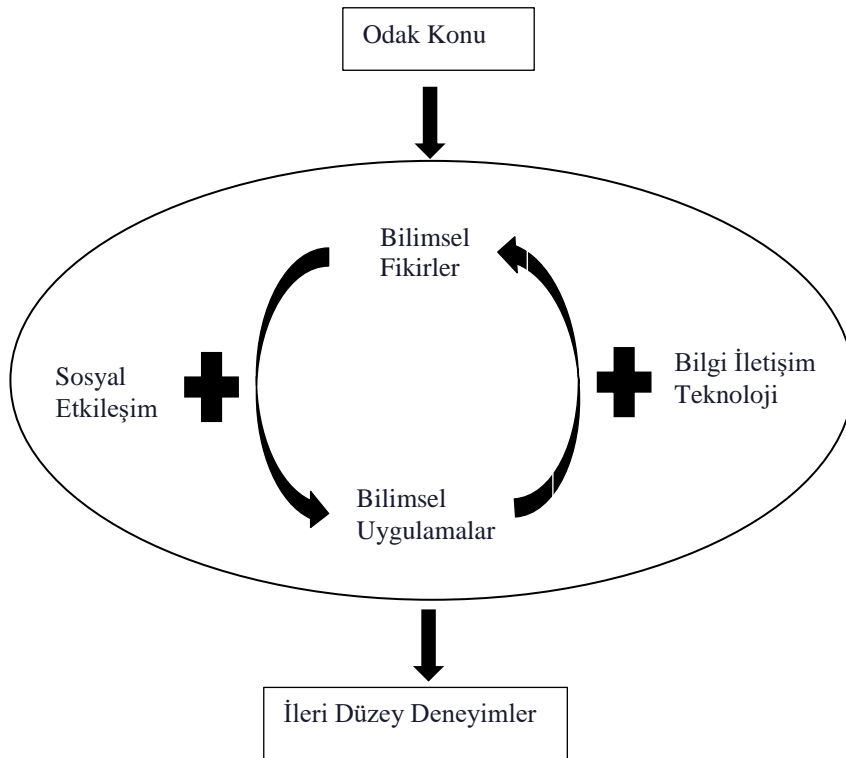 Odak Konu
Bilimsel
Fikirler
Sosyal
Etkileşim
Bilgi İletişim
Teknoloji
Bilimsel
Uygulamalar
İleri Düzey Deneyimler